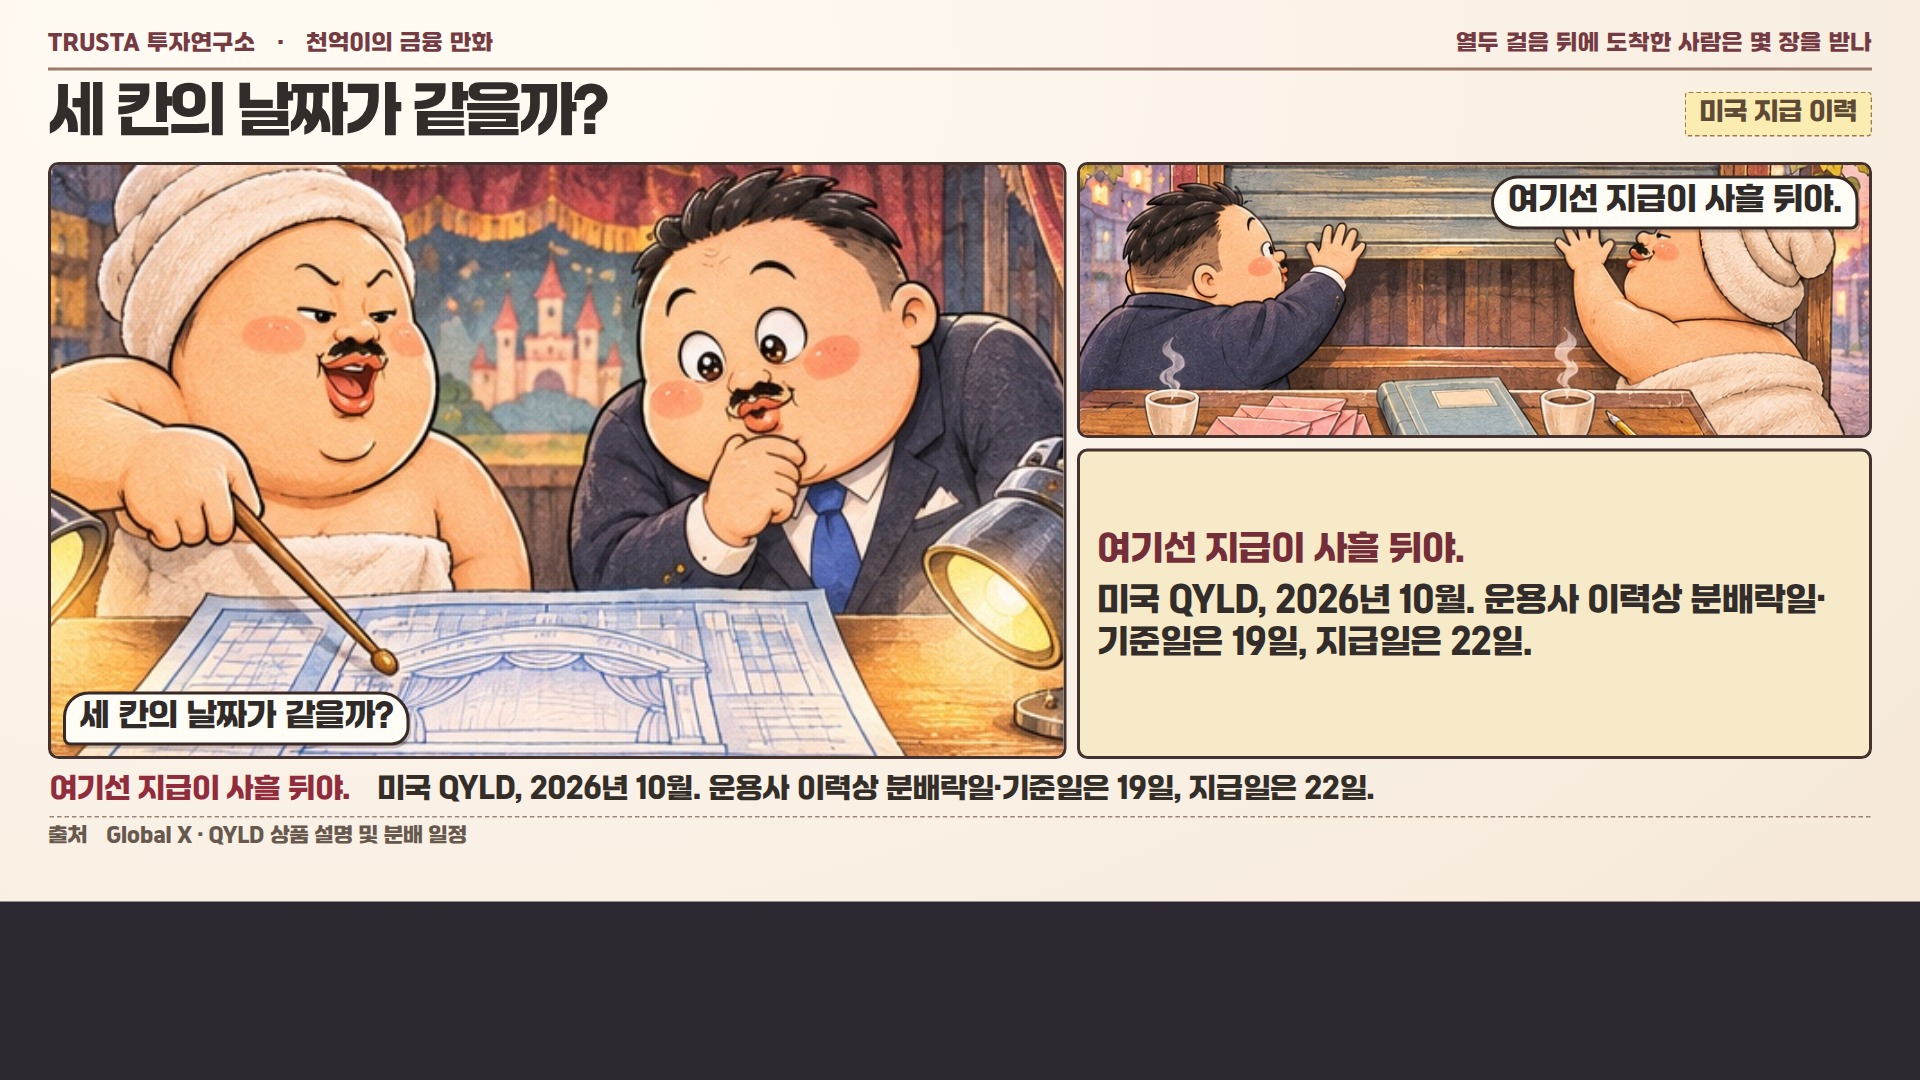 TRUSTA 투자연구소 · 천억이의 금융 만화
열두 걸음 뒤에 도착한 사람은 몇 장을 받나
세 칸의 날짜가 같을까?
미국 지급 이력
여기선 지급이 사흘 뒤야.
세 칸의 날짜가 같을까?
여기선 지급이 사흘 뒤야.
미국 QYLD, 2026년 10월. 운용사 이력상 분배락일·
기준일은 19일, 지급일은 22일.
여기선 지급이 사흘 뒤야. 미국 QYLD, 2026년 10월. 운용사 이력상 분배락일·기준일은 19일, 지급일은 22일.
출처 Global X · QYLD 상품 설명 및 분배 일정